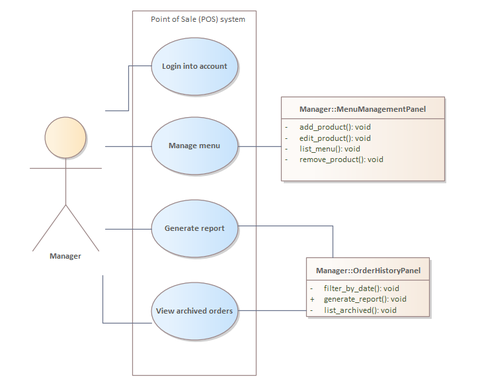 Point of Sale (POS) system
Login into account
Manage menu
Generate report
View archived orders
Manager
Manager::MenuManagementPanel
- add_product(): void
- edit_product(): void
- list_menu(): void
- remove_product(): void
Manager::OrderHistoryPanel
- filter_by_date(): void
+ generate_report(): void
- list_archived(): void